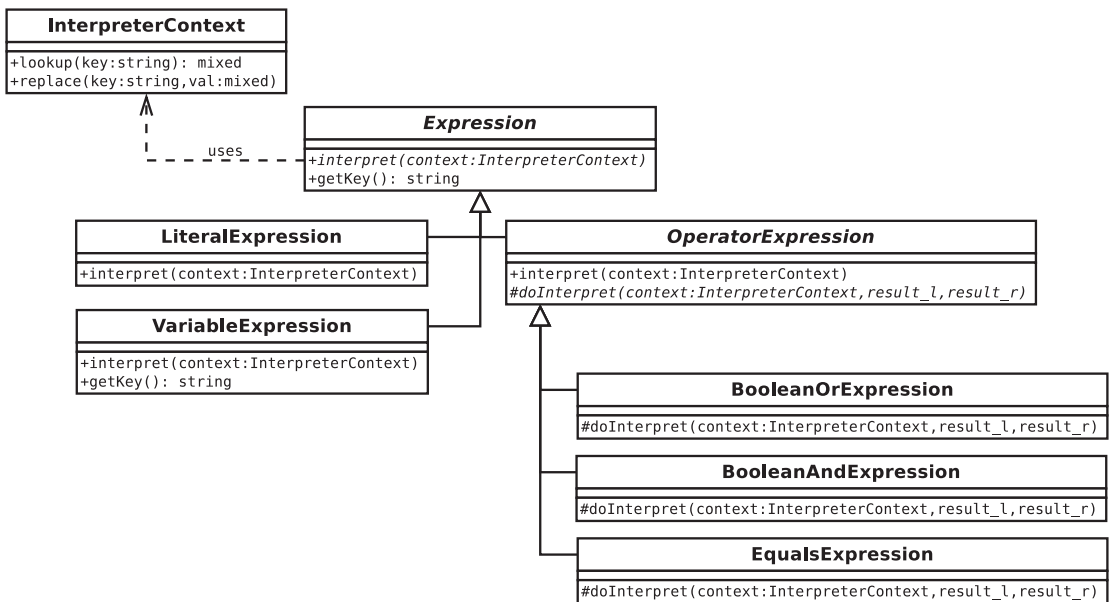 InterpreterContext
+lookup(key:string): mixed
+replace(key:string,val:mixed)
Expression
uses
+interpret(context:InterpreterContext)
+getKey(): string
LiteralExpression
+interpret(context:InterpreterContext)
OperatorExpression
+interpret(context:InterpreterContext)
#doInterpret(context:InterpreterContext,result_l,result_r)
VariableExpression
+interpret(context:InterpreterContext)
+getKey(): string
BooleanOrExpression
#doInterpret(context:InterpreterContext,result_l,result_r)
BooleanAndExpression
#doInterpret(context:InterpreterContext,result_l,result_r)
EqualsExpression
#doInterpret(context:InterpreterContext,result_l,result_r)